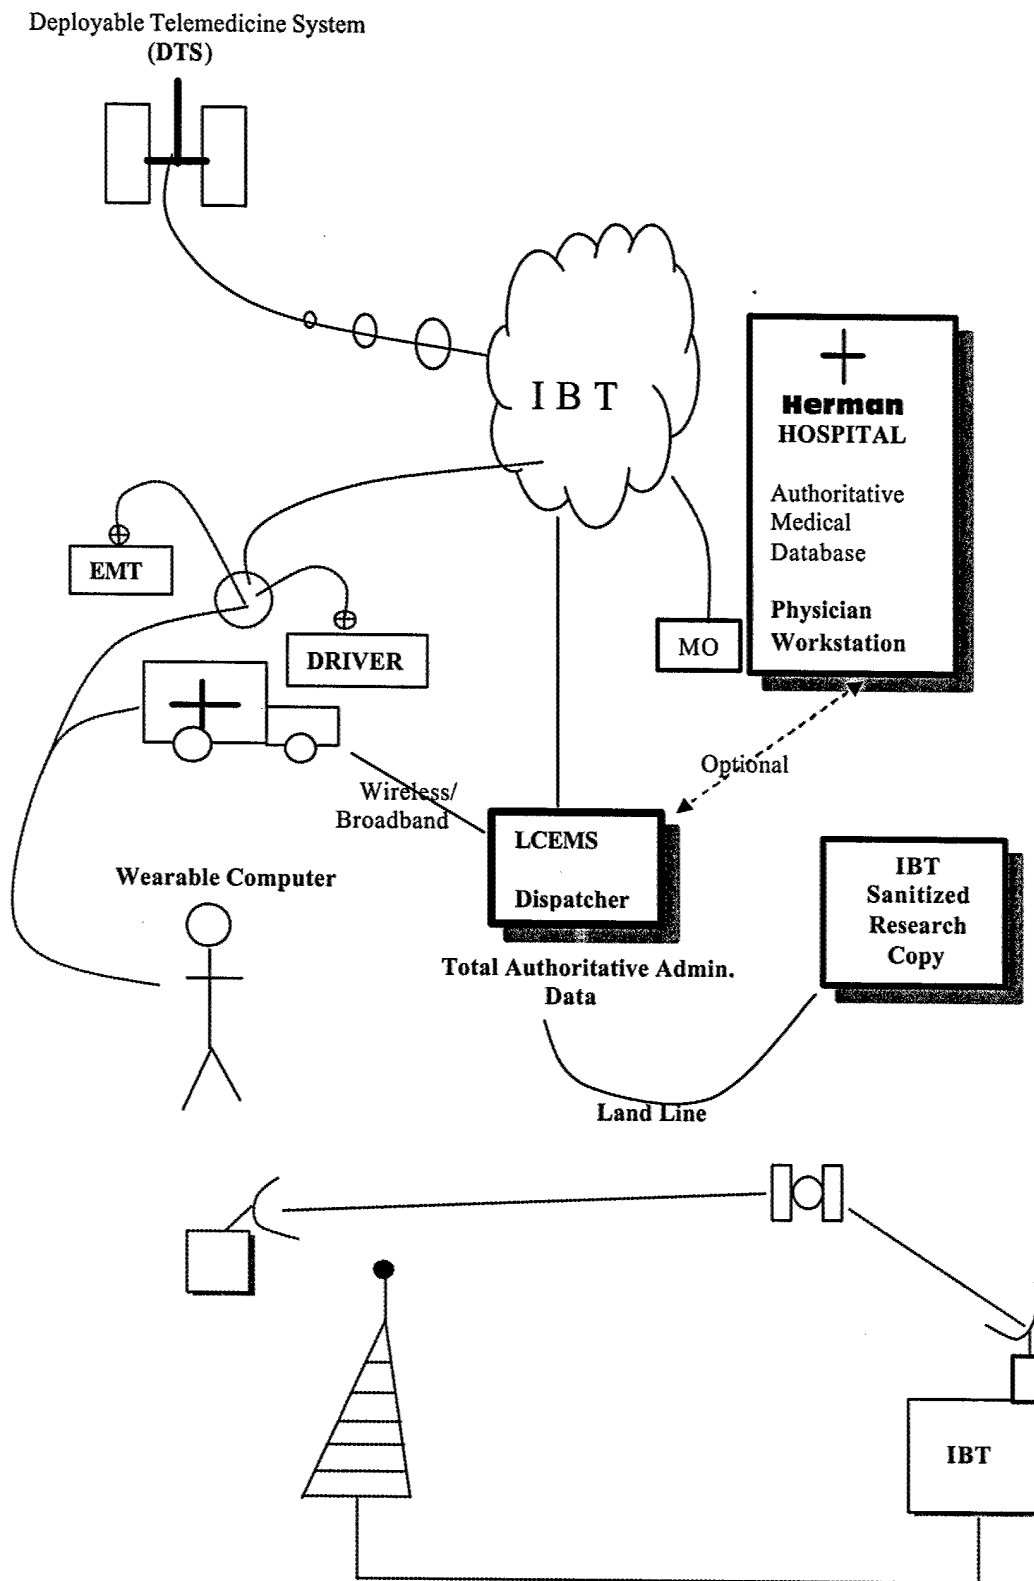 Deployable Telemedicine System
(DTS)
I B T
Herman
HOSPITAL
Authoritative
Medical
Database
Physician
Workstation
EMT
DRIVER
MO
Optional
Wireless/
Broadband
LCEMS
Dispatcher
IBT
Sanitized
Research
Copy
Wearable Computer
Total Authoritative Admin.
Data
Land Line
IBT